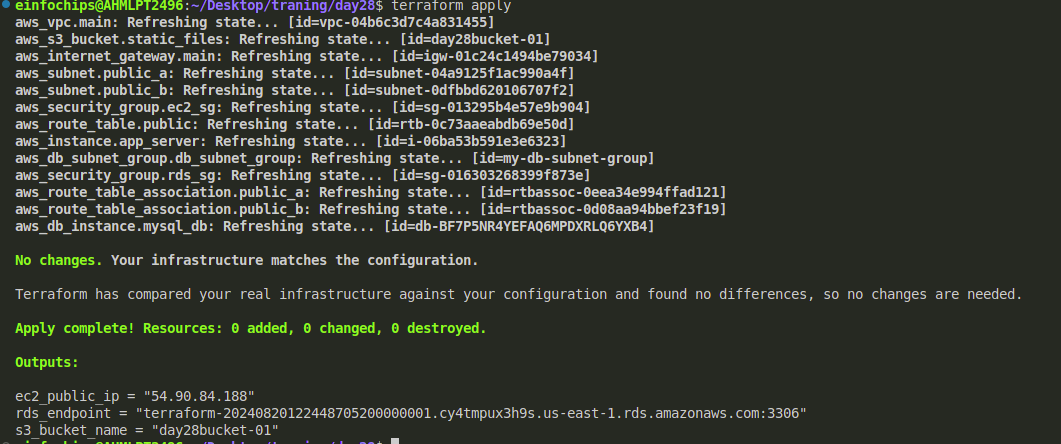 einfochips@AHMLPT2496:~/Desktop/traning/day28$ terraform apply
aws_vpc.main: Refreshing state... [id=vpc-04b6c3d7c4a831455]
aws_s3_bucket.static_files: Refreshing state... [id=day28bucket-01]
aws_internet_gateway.main: Refreshing state... [id=igw-01c24c1494be79034]
aws_subnet.public_a: Refreshing state... [id=subnet-04a9125f1ac990a4f]
aws_subnet.public_b: Refreshing state... [id=subnet-0dfbbd620106707f2]
aws_security_group.ec2_sg: Refreshing state... [id=sg-013295b4e57e9b904]
aws_route_table.public: Refreshing state... [id=rtb-0c73aaeabdb69e50d]
aws_instance.app_server: Refreshing state... [id=i-06ba53b591e3e6323]
aws_db_subnet_group.db_subnet_group: Refreshing state... [id=my-db-subnet-group]
aws_security_group.rds_sg: Refreshing state... [id=sg-016303268399f873e]
aws_route_table_association.public_a: Refreshing state... [id=rtbassoc-0eea34e994ffad121]
aws_route_table_association.public_b: Refreshing state... [id=rtbassoc-0d08aa94bbef23f19]
aws_db_instance.mysql_db: Refreshing state... [id=db-BF7P5NR4YEFAQ6MPDXRLQ6YXB4]
No changes. Your infrastructure matches the configuration.
Terraform has compared your real infrastructure against your configuration and found no differences, so no changes are needed.
Apply complete! Resources: 0 added, 0 changed, 0 destroyed.
Outputs:
ec2_public_ip = "54.90.84.188"
rds_endpoint = "terraform-20240820122448705200000001.cy4tmpux3h9s.us-east-1.rds.amazonaws.com:3306"
s3_bucket_name = "day28bucket-01"
einfochips@AHMLPT2496:~/Desktop/traning/day28$